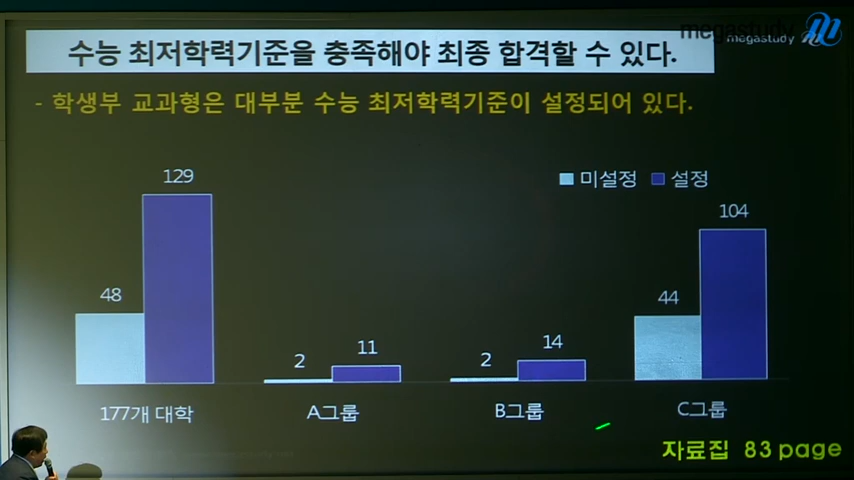 megastudy
수능 최저학력기준을 충족해야 최종 합격할 수 있다.
megastudy
- 학생부 교과형은 대부분 수능 최저학력기준이 설정되어 있다.
미설정 설정
48 129 2 11 2 14 44 104
177개 대학 A그룹 B그룹 C그룹
자료집 83 page